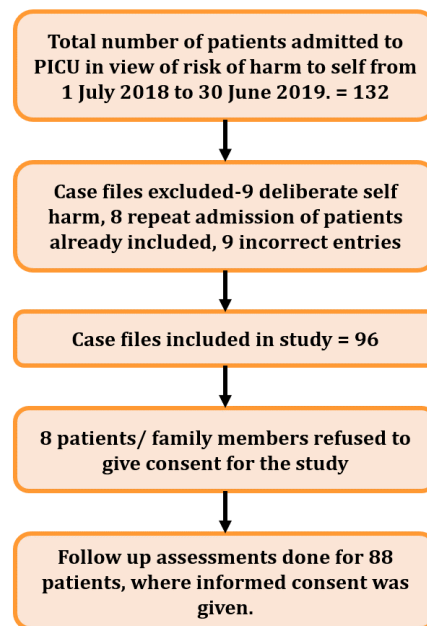 Total number of patients admitted to
PICU in view of risk of harm to self from
1 July 2018 to 30 June 2019. = 132
Case files excluded-9 deliberate self
harm, 8 repeat admission of patients
already included, 9 incorrect entries
Case files included in study = 96
8 patients/ family members refused to
give consent for the study
Follow up assessments done for 88
patients, where informed consent was
given.